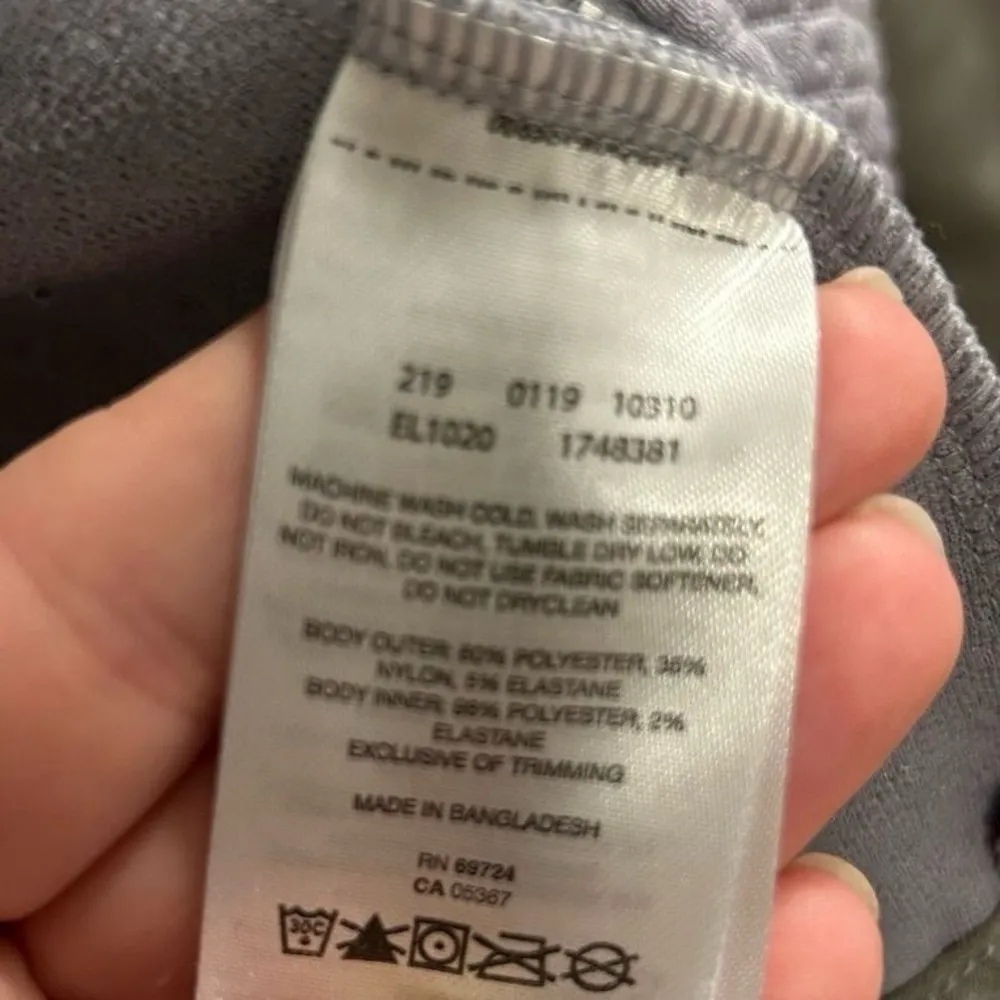 219 0119 10310
EL1020 1748381
MACHINE WASH COLD, WASH SEPARATELY,
DO NOT BLEACH, TUMBLE DRY LOW, DO
NOT IRON, DO NOT USE FABRIC SOFTENER,
DO NOT DRYCLEAN
BODY OUTER: 60% POLYESTER, 35%
NYLON, 5% ELASTANE
BODY INNER: 98% POLYESTER, 2%
ELASTANE
EXCLUSIVE OF TRIMMING
MADE IN BANGLADESH
RN 69724
CA 05367
30C